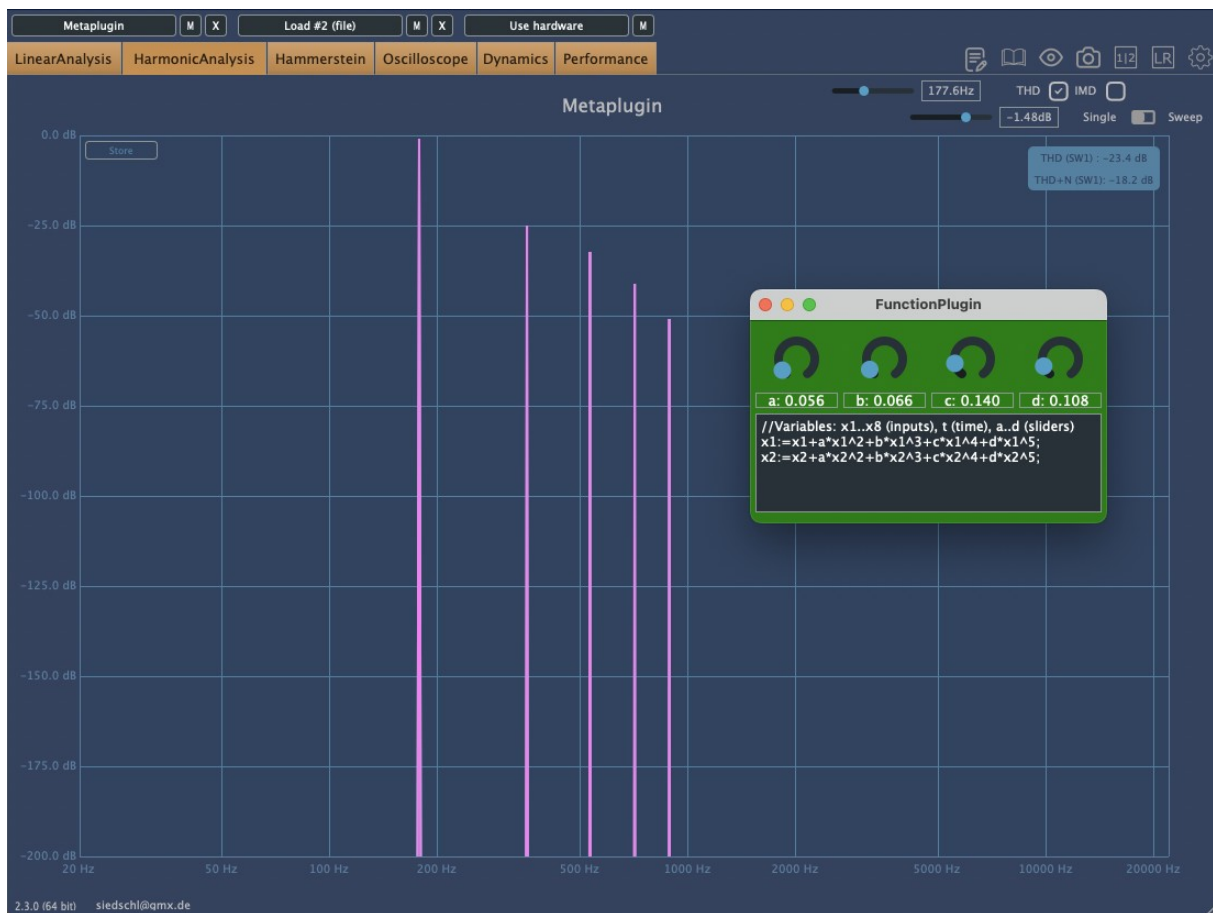 Metaplugin M X Load #2 (file) M X Use hardware M
LinearAnalysis HarmonicAnalysis Hammerstein Oscilloscope Dynamics Performance 1|2 LR
177.6Hz THD IMD
Metaplugin
-1.48dB Single Sweep
0.0 dB
Store
THD (SW1) : -23.4 dB
THD+N (SW1): -18.2 dB
-25.0 dB
FunctionPlugin
-50.0 dB
-75.0 dB
a: 0.056 b: 0.066 c: 0.140 d: 0.108
//Variables: x1..x8 (inputs), t (time), a..d (sliders)
x1:=x1+a*x1^2+b*x1^3+c*x1^4+d*x1^5;
x2:=x2+a*x2^2+b*x2^3+c*x2^4+d*x2^5;
-100.0 dB
-125.0 dB
-150.0 dB
-175.0 dB
-200.0 dB
20 Hz 50 Hz 100 Hz 200 Hz 500 Hz 1000 Hz 2000 Hz 5000 Hz 10000 Hz 20000 Hz
2.3.0 (64 bit) siedschl@gmx.de